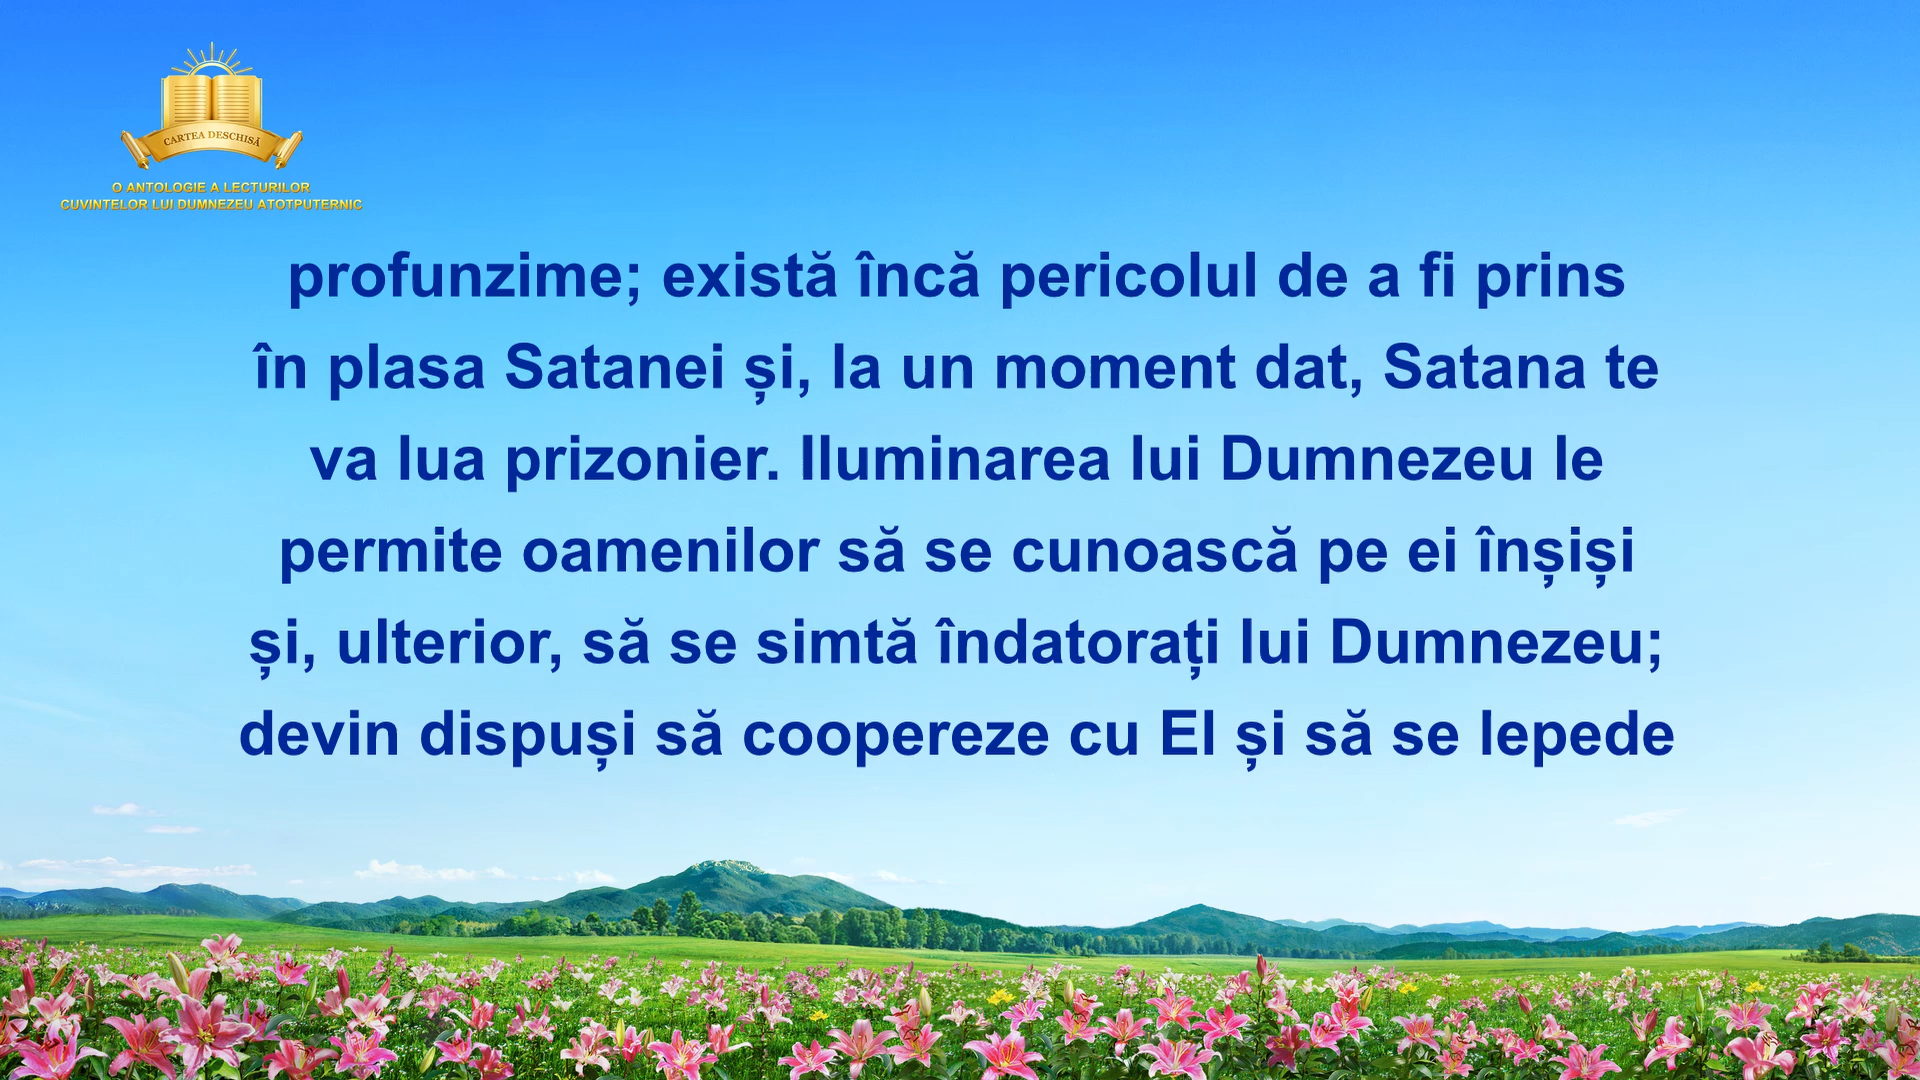 CARTEA DESCHISĂ
O ANTOLOGIE A LECTURILOR
CUVINTELOR LUI DUMNEZEU ATOTPUTERNIC
profunzime; există încă pericolul de a fi prins
în plasa Satanei și, la un moment dat, Satana te
va lua prizonier. Iluminarea lui Dumnezeu le
permite oamenilor să se cunoască pe ei înșiși
și, ulterior, să se simtă îndatorați lui Dumnezeu;
devin dispuși să coopereze cu El și să se lepede